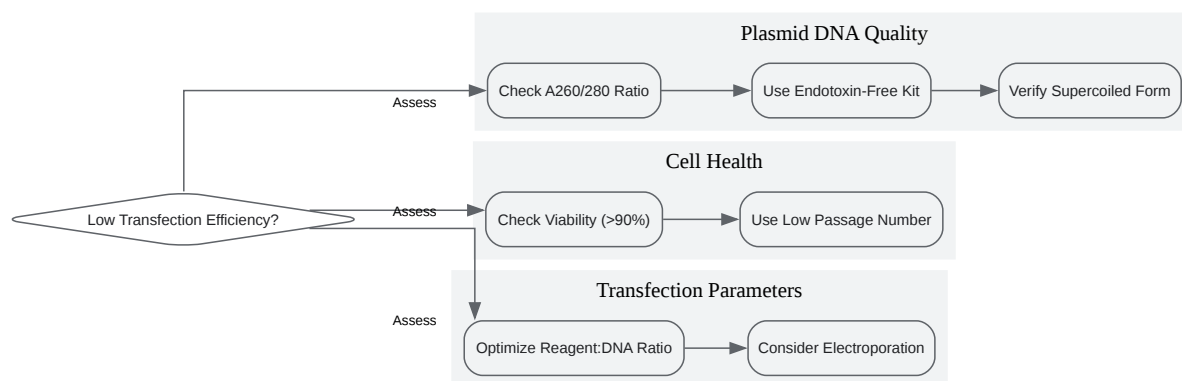 Plasmid DNA Quality
Check A260/280 Ratio
Use Endotoxin-Free Kit
Verify Supercoiled Form
Assess
Cell Health
Low Transfection Efficiency?
Assess
Check Viability (>90%)
Use Low Passage Number
Transfection Parameters
Assess
Optimize Reagent:DNA Ratio
Consider Electroporation